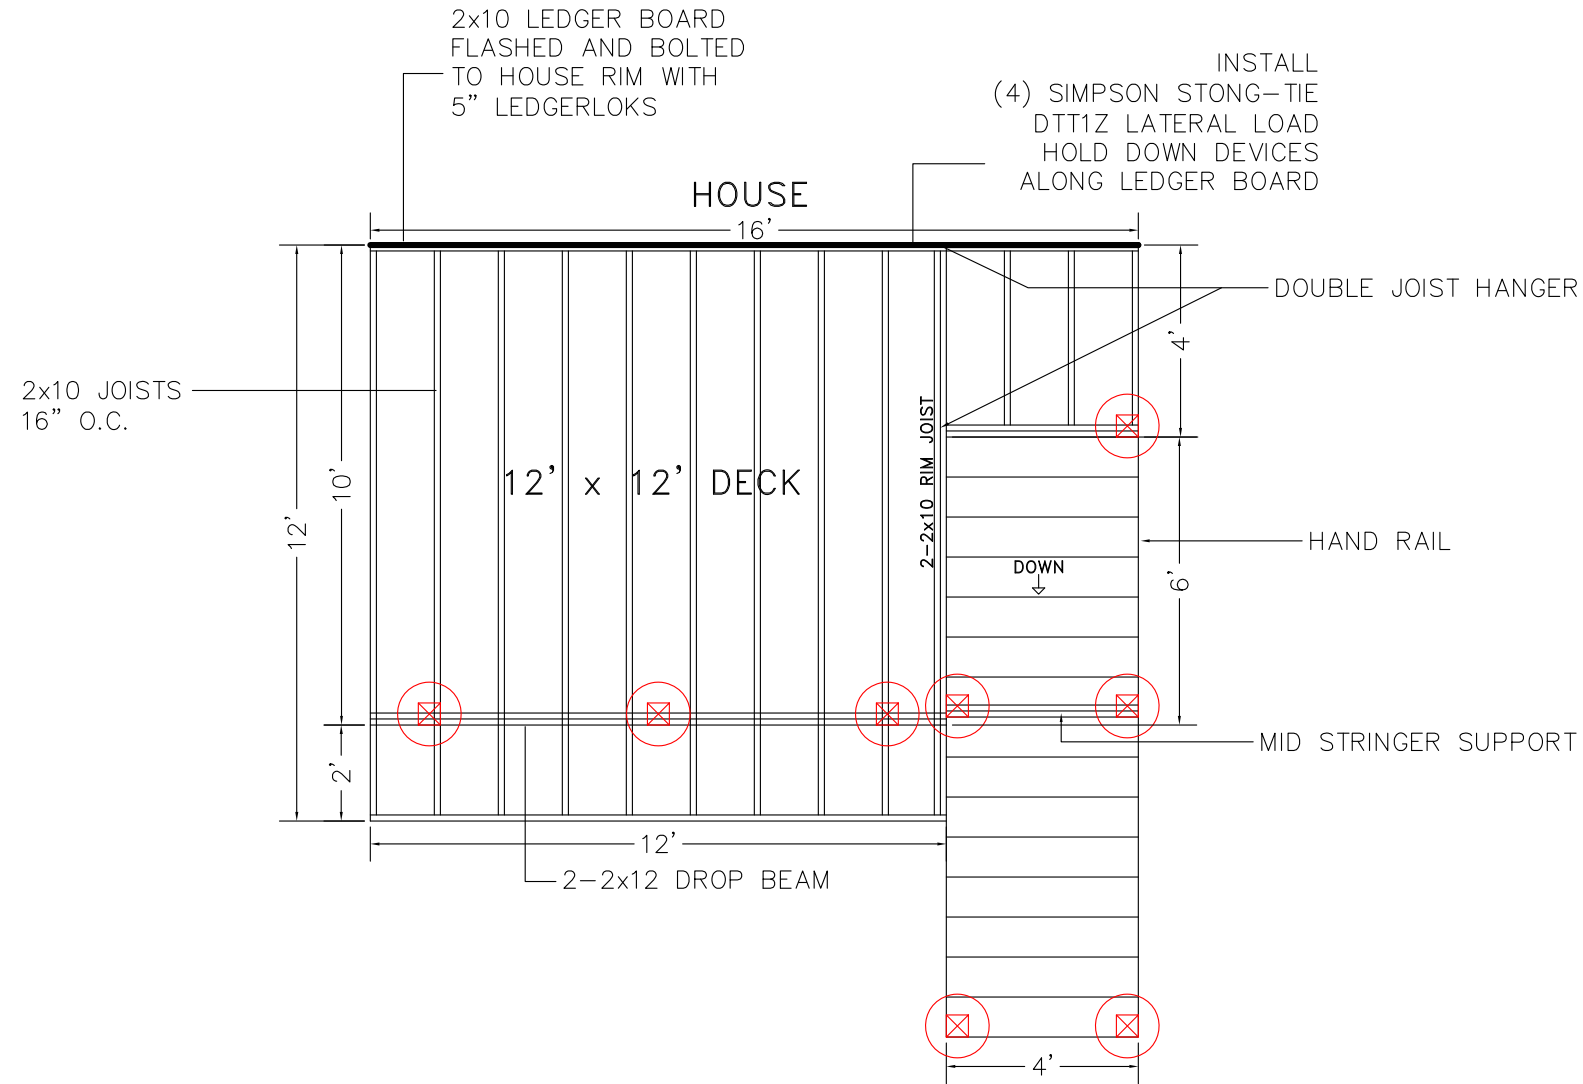 2x10 LEDGER BOARD
FLASHED AND BOLTED
TO HOUSE RIM WITH
5” LEDGERLOKS
INSTALL
(4) SIMPSON STONG-TIE
DTT1Z LATERAL LOAD
HOLD DOWN DEVICES
ALONG LEDGER BOARD
HOUSE
16’
DOUBLE JOIST HANGER
4’
2x10 JOISTS
16” O.C.
2-2x10 RIM JOIST
12’ x 12’ DECK
10’
12’
HAND RAIL
DOWN
6’
MID STRINGER SUPPORT
2’
12’
2-2x12 DROP BEAM
4’